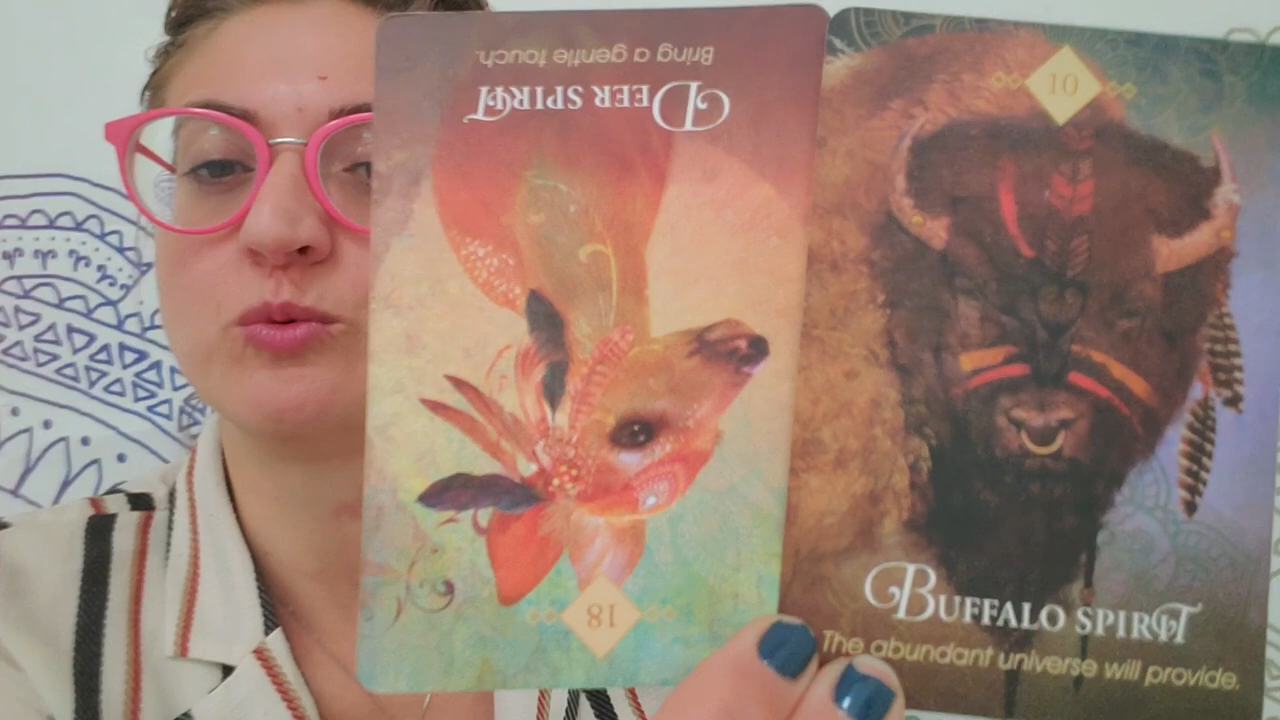 Bring a gentle touch.
DEER SPIRIT
18
10
BUFFALO SPIRIT
The abundant universe will provide.